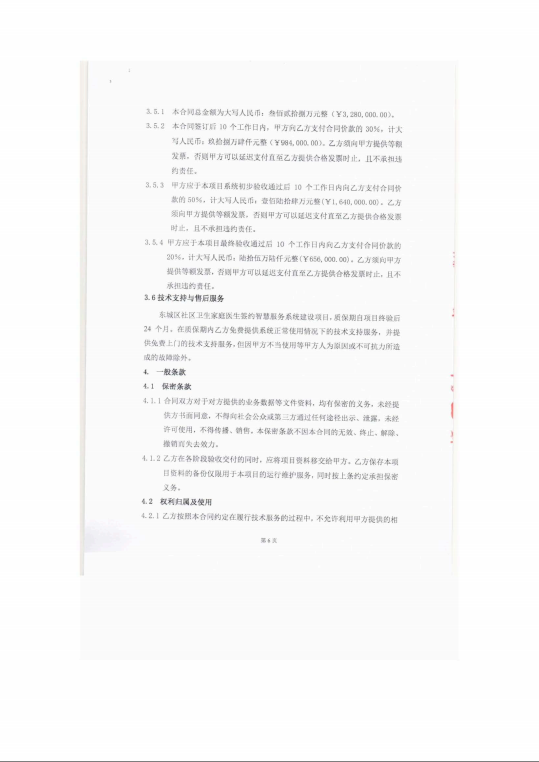 3.5.1 本合同总金额为大写人民币：叁佰贰拾捌万元整（￥3,280,000.00）。
3.5.2 本合同签订后 10 个工作日内，甲方向乙方支付合同价款的 30%，计大
写人民币：玖拾捌万肆仟元整（￥984,000.00）。乙方须向甲方提供等额
发票，否则甲方可以延迟支付直至乙方提供合格发票时止，且不承担违
约责任。
3.5.3 甲方应于本项目系统初步验收通过后 10 个工作日内向乙方支付合同价
款的 50%，计大写人民币：壹佰陆拾肆万元整(￥1,640,000.00)。乙方
须向甲方提供等额发票，否则甲方可以延迟支付直至乙方提供合格发票
时止，且不承担违约责任。
3.5.4 甲方应于本项目最终验收通过后 10 个工作日内向乙方支付合同价款的
20%，计大写人民币：陆拾伍万陆仟元整(￥656,000.00)。乙方须向甲方
提供等额发票，否则甲方可以延迟支付直至乙方提供合格发票时止，且不
承担违约责任。
3.6 技术支持与售后服务
东城区社区卫生家庭医生签约智慧服务系统建设项目，质保期自项目终验后
24 个月。在质保期内乙方免费提供系统正常使用情况下的技术支持服务，并提
供免费上门的技术支持服务，但因甲方不当使用等甲方人为原因或不可抗力所造
成的故障除外。
4. 一般条款
4.1 保密条款
4.1.1 合同双方对于对方提供的业务数据等文件资料，均有保密的义务，未经提
供方书面同意，不得向社会公众或第三方通过任何途径出示、泄露。未经
许可使用，不得传播、销售。本保密条款不因本合同的无效、终止、解除、
撤销而失去效力。
4.1.2 乙方在各阶段验收交付的同时，应将项目资料移交给甲方。乙方保存本项
目资料的备份仅限用于本项目的运行维护服务，同时按上条约定承担保密
义务。
4.2 权利归属及使用
4.2.1 乙方按照本合同约定在履行技术服务的过程中，不允许利用甲方提供的相
第 6 页